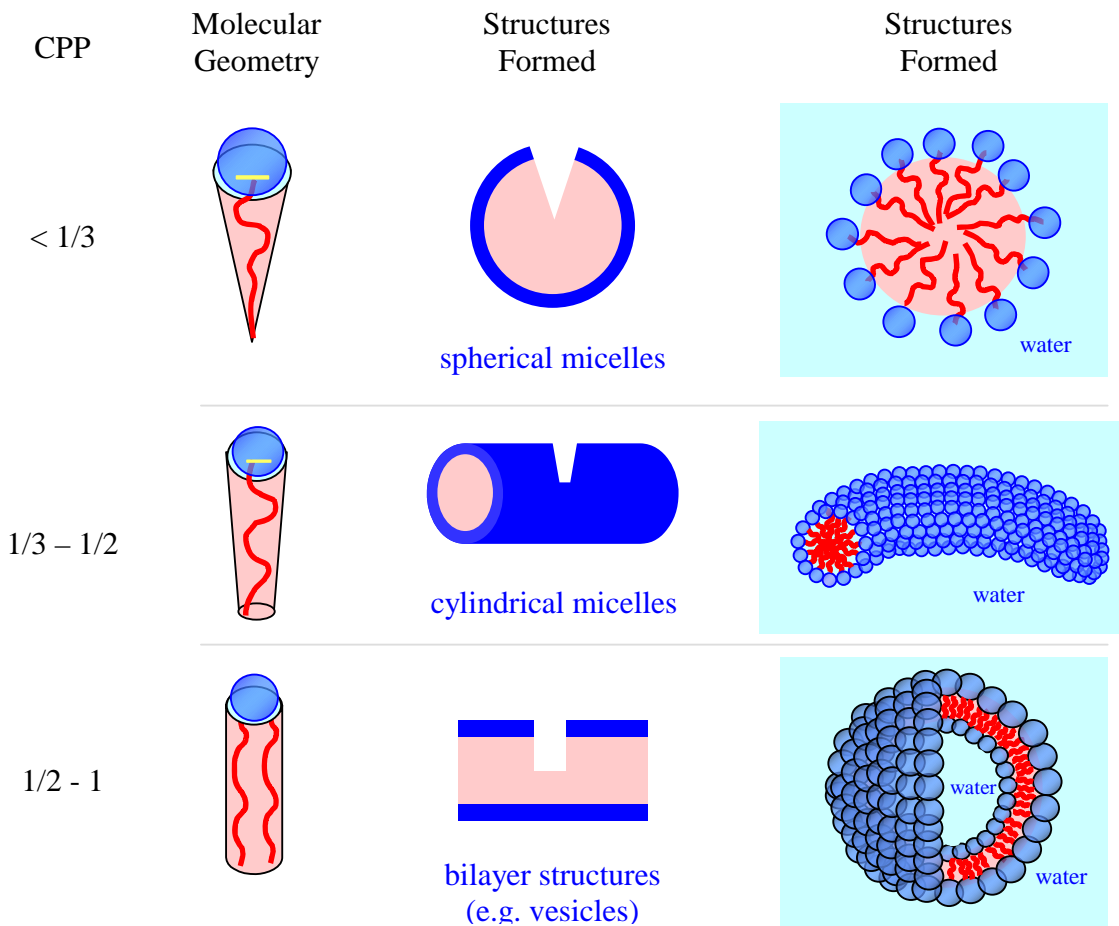 CPP
Molecular
Geometry
Structures
Formed
Structures
Formed
< 1/3
spherical micelles
water
1/3 – 1/2
cylindrical micelles
water
1/2 - 1
bilayer structures
(e.g. vesicles)
water
water